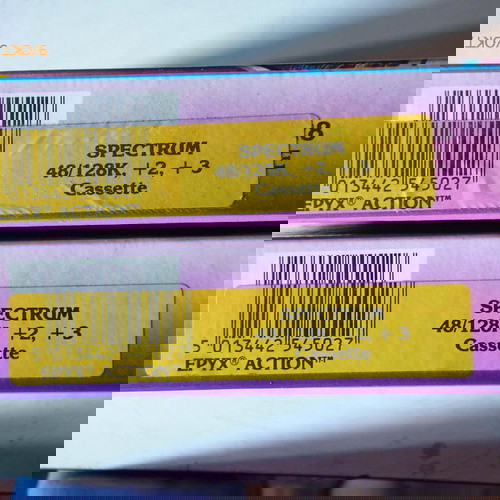 SPECTRUM
48/128K, +2, +3
Cassette
8
5 013442 545027
EPYX® ACTION™
SPECTRUM
48/128K, +2, +3
Cassette
5 013442 545027
EPYX® ACTION™